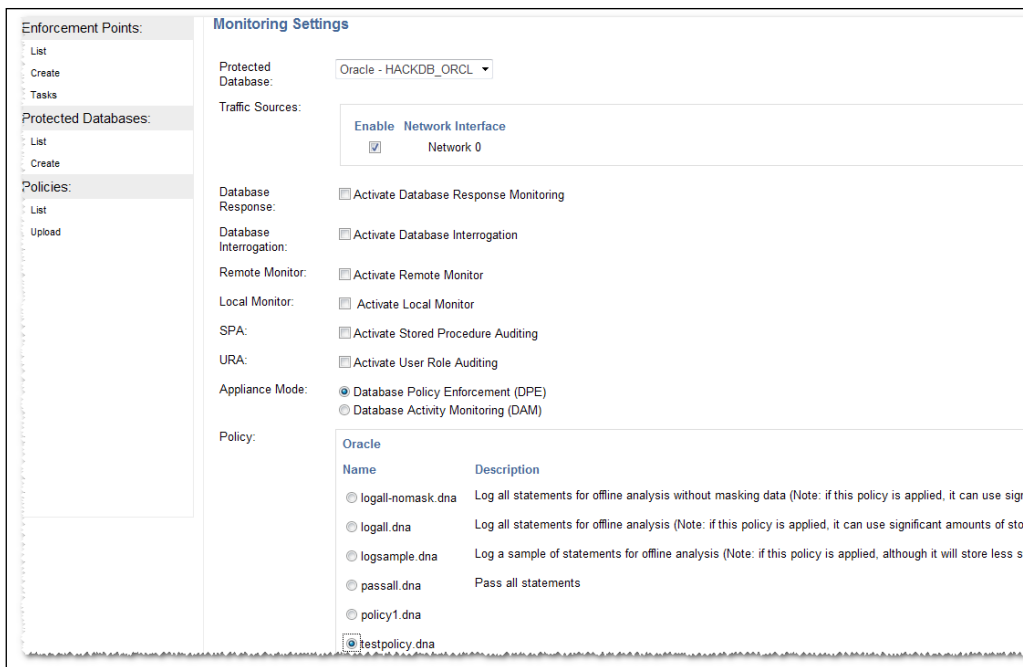 Enforcement Points:
List
Create
Tasks
Protected Databases:
List
Create
Policies:
List
Upload
Monitoring Settings
Protected
Database:
Oracle - HACKDB_ORCL
Traffic Sources:
Enable Network Interface
Network 0
Database
Response:
Activate Database Response Monitoring
Database
Interrogation:
Activate Database Interrogation
Remote Monitor:
Activate Remote Monitor
Local Monitor:
Activate Local Monitor
SPA:
Activate Stored Procedure Auditing
URA:
Activate User Role Auditing
Appliance Mode:
Database Policy Enforcement (DPE)
Database Activity Monitoring (DAM)
Policy:
Oracle
Name Description
logall-nomask.dna Log all statements for offline analysis without masking data (Note: if this policy is applied, it can use sig
logall.dna Log all statements for offline analysis (Note: if this policy is applied, it can use significant amounts of sto
logsample.dna Log a sample of statements for offline analysis (Note: if this policy is applied, although it will store less s
passall.dna Pass all statements
policy1.dna
testpolicy.dna